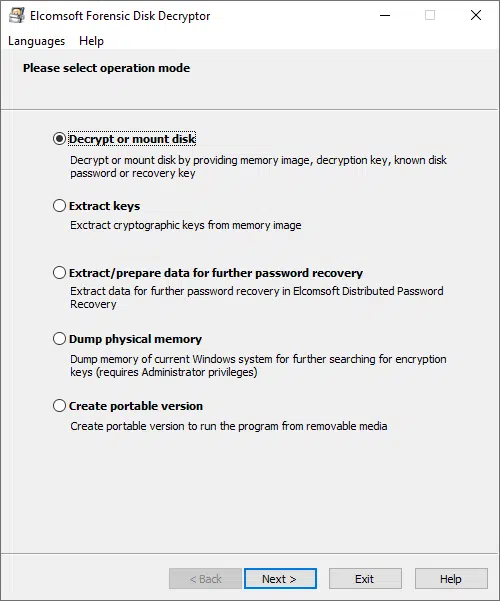 Elcomsoft Forensic Disk Decryptor
Languages Help
Please select operation mode
Decrypt or mount disk
Decrypt or mount disk by providing memory image, decryption key, known disk
password or recovery key
Extract keys
Exctract cryptographic keys from memory image
Extract/prepare data for further password recovery
Extract data for further password recovery in Elcomsoft Distributed Password
Recovery
Dump physical memory
Dump memory of current Windows system for further searching for encryption
keys (requires Administrator privileges)
Create portable version
Create portable version to run the program from removable media
< Back Next > Exit Help